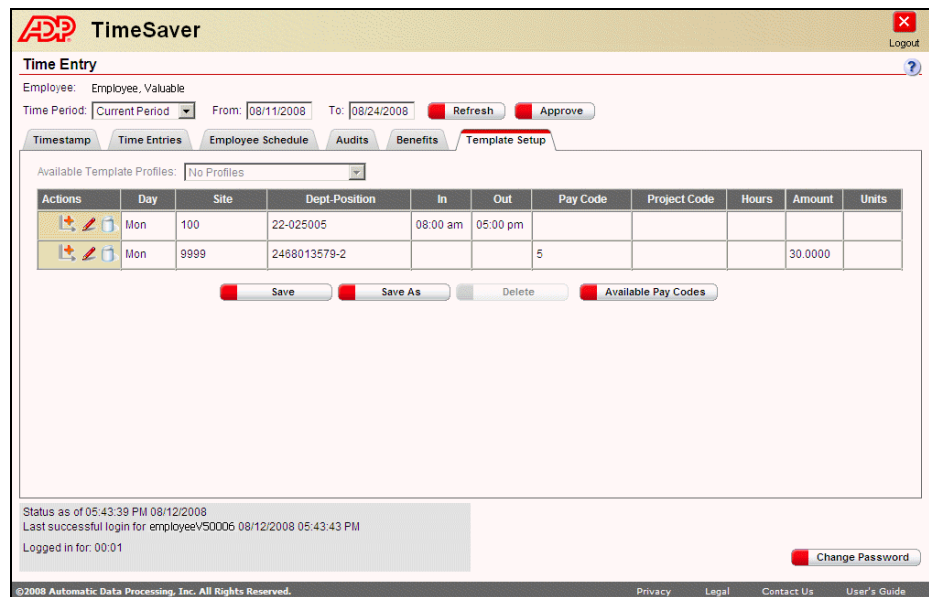 ADP TimeSaver
Logout
Time Entry
?
Employee: Employee, Valuable
Time Period: Current Period From: 08/11/2008 To: 08/24/2008 Refresh Approve
Timestamp Time Entries Employee Schedule Audits Benefits Template Setup
Available Template Profiles: No Profiles
Actions Day Site Dept-Position In Out Pay Code Project Code Hours Amount Units
Mon 100 22-025005 08:00 am 05:00 pm
Mon 9999 2468013579-2 5 30.0000
Save Save As Delete Available Pay Codes
Status as of 05:43:39 PM 08/12/2008
Last successful login for employeeV50006 08/12/2008 05:43:43 PM
Logged in for: 00:01
Change Password
©2008 Automatic Data Processing, Inc. All Rights Reserved. Privacy Legal Contact Us User's Guide